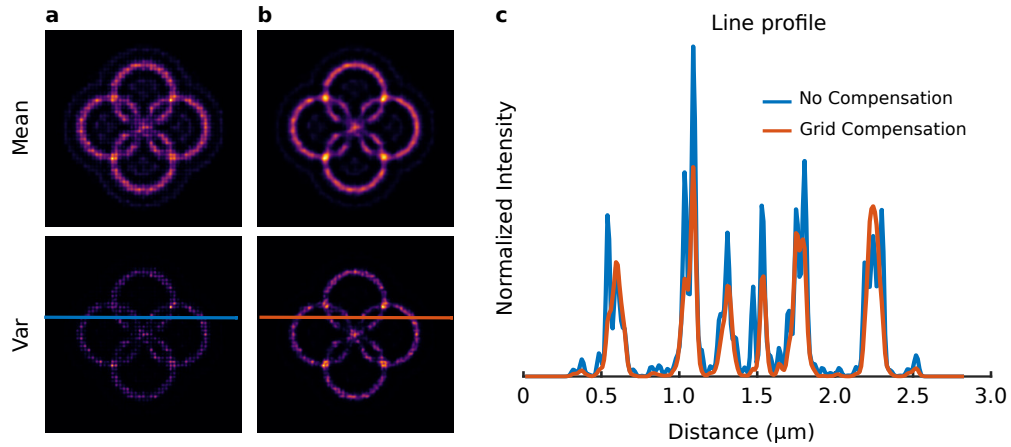 a
b
c
Mean
Var
Line profile
No Compensation
Grid Compensation
Normalized Intensity
0
0.5
1.0
1.5
2.0
2.5
3.0
Distance (μm)